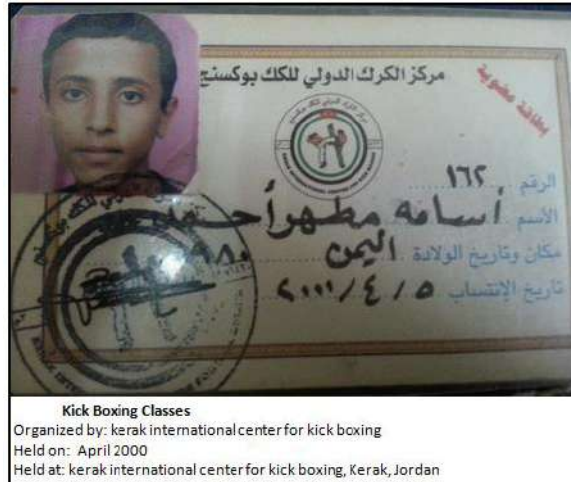 مركز الكرك الدولي للكك بوكسنج
بطاقة عضوية
الرقم ١٦٢
الأسم أسامه مطهر أحمد
مكان وتاريخ الولادة اليمن ٩٨٠
تاريخ الإنتساب ٥ / ٤ /
Kick Boxing Classes
Organized by: kerak international center for kick boxing
Held on: April 2000
Held at: kerak international center for kick boxing, Kerak, Jordan